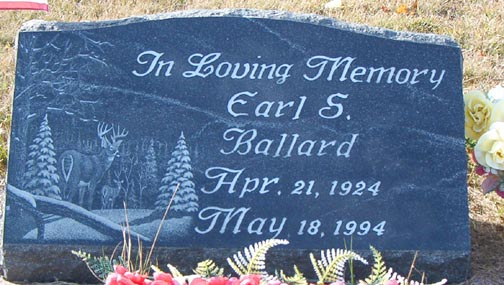 In Loving Memory
Earl S.
Ballard
Apr. 21, 1924
May 18, 1994